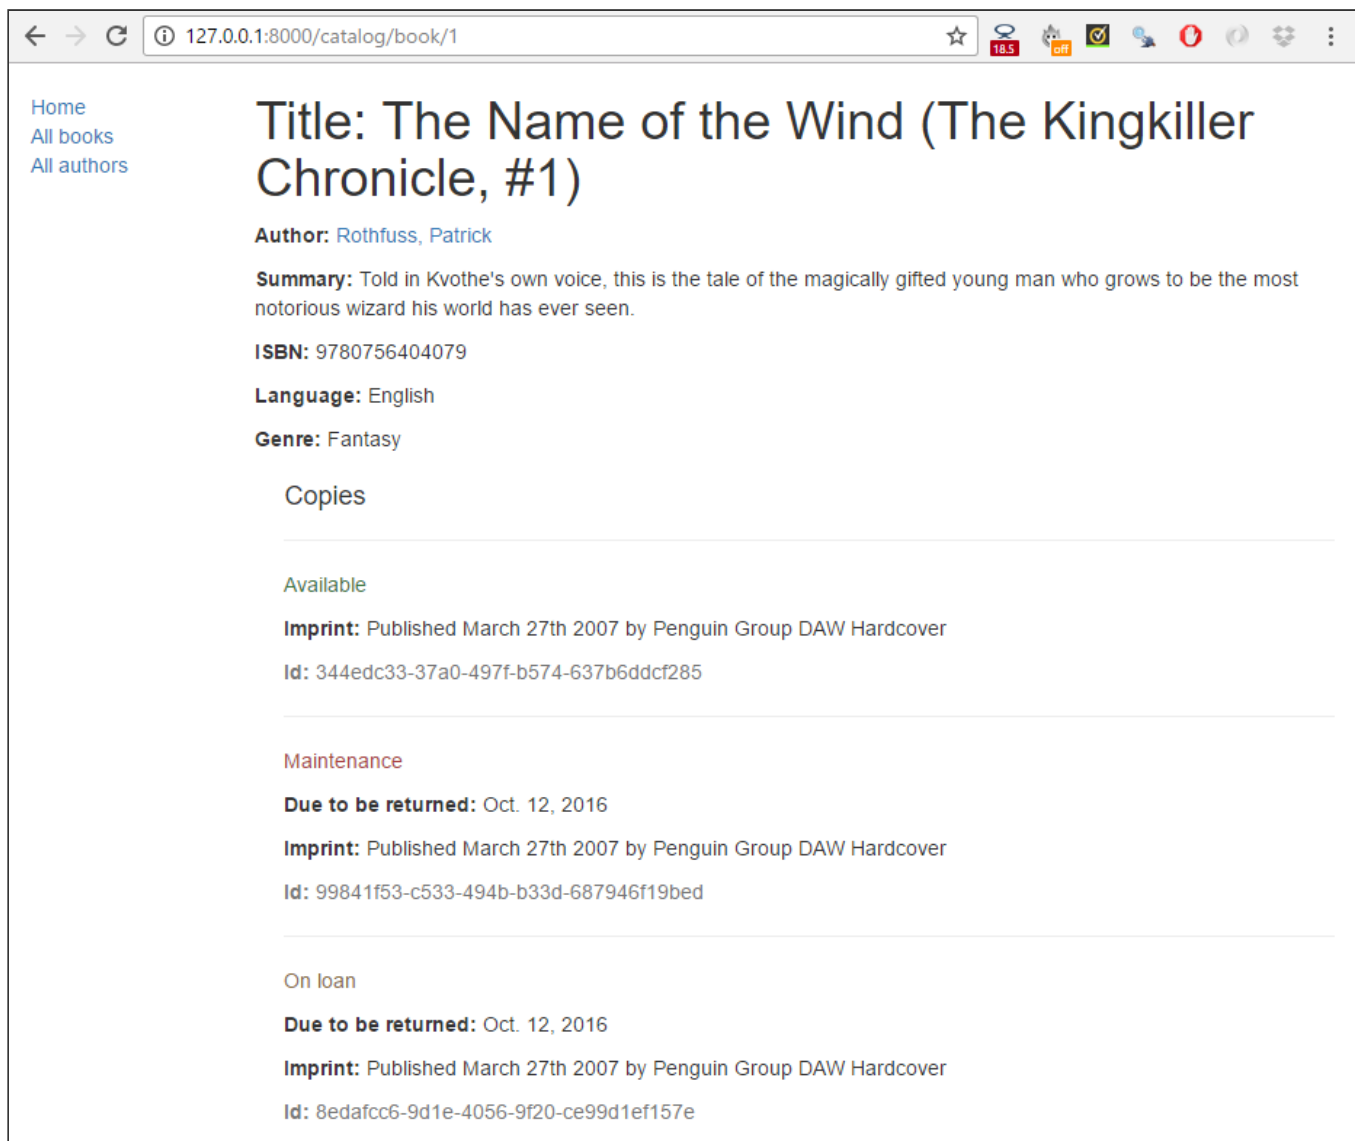 127.0.0.1:8000/catalog/book/1
18.5
off
Home
All books
All authors
Title: The Name of the Wind (The Kingkiller
Chronicle, #1)
Author: Rothfuss, Patrick
Summary: Told in Kvothe's own voice, this is the tale of the magically gifted young man who grows to be the most
notorious wizard his world has ever seen.
ISBN: 9780756404079
Language: English
Genre: Fantasy
Copies
Available
Imprint: Published March 27th 2007 by Penguin Group DAW Hardcover
Id: 344edc33-37a0-497f-b574-637b6ddcf285
Maintenance
Due to be returned: Oct. 12, 2016
Imprint: Published March 27th 2007 by Penguin Group DAW Hardcover
Id: 99841f53-c533-494b-b33d-687946f19bed
On loan
Due to be returned: Oct. 12, 2016
Imprint: Published March 27th 2007 by Penguin Group DAW Hardcover
Id: 8edafcc6-9d1e-4056-9f20-ce99d1ef157e